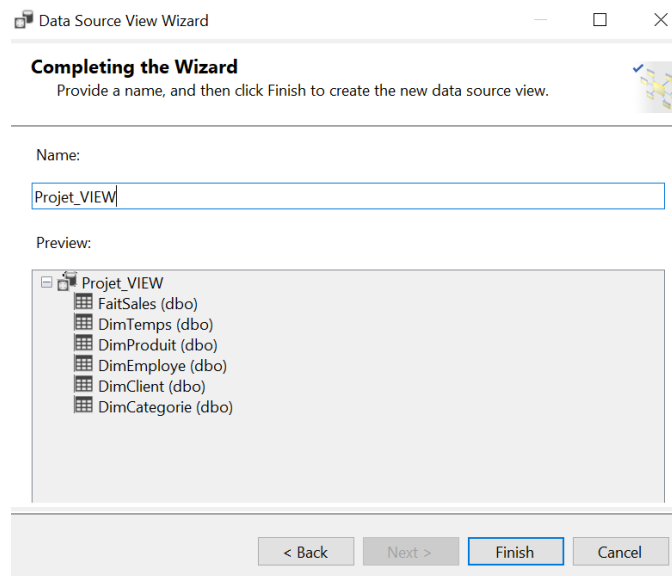 Data Source View Wizard
Completing the Wizard
Provide a name, and then click Finish to create the new data source view.
Name:
Projet_VIEW
Preview:
Projet_VIEW
FaitSales (dbo)
DimTemps (dbo)
DimProduit (dbo)
DimEmploye (dbo)
DimClient (dbo)
DimCategorie (dbo)
< Back Next > Finish Cancel